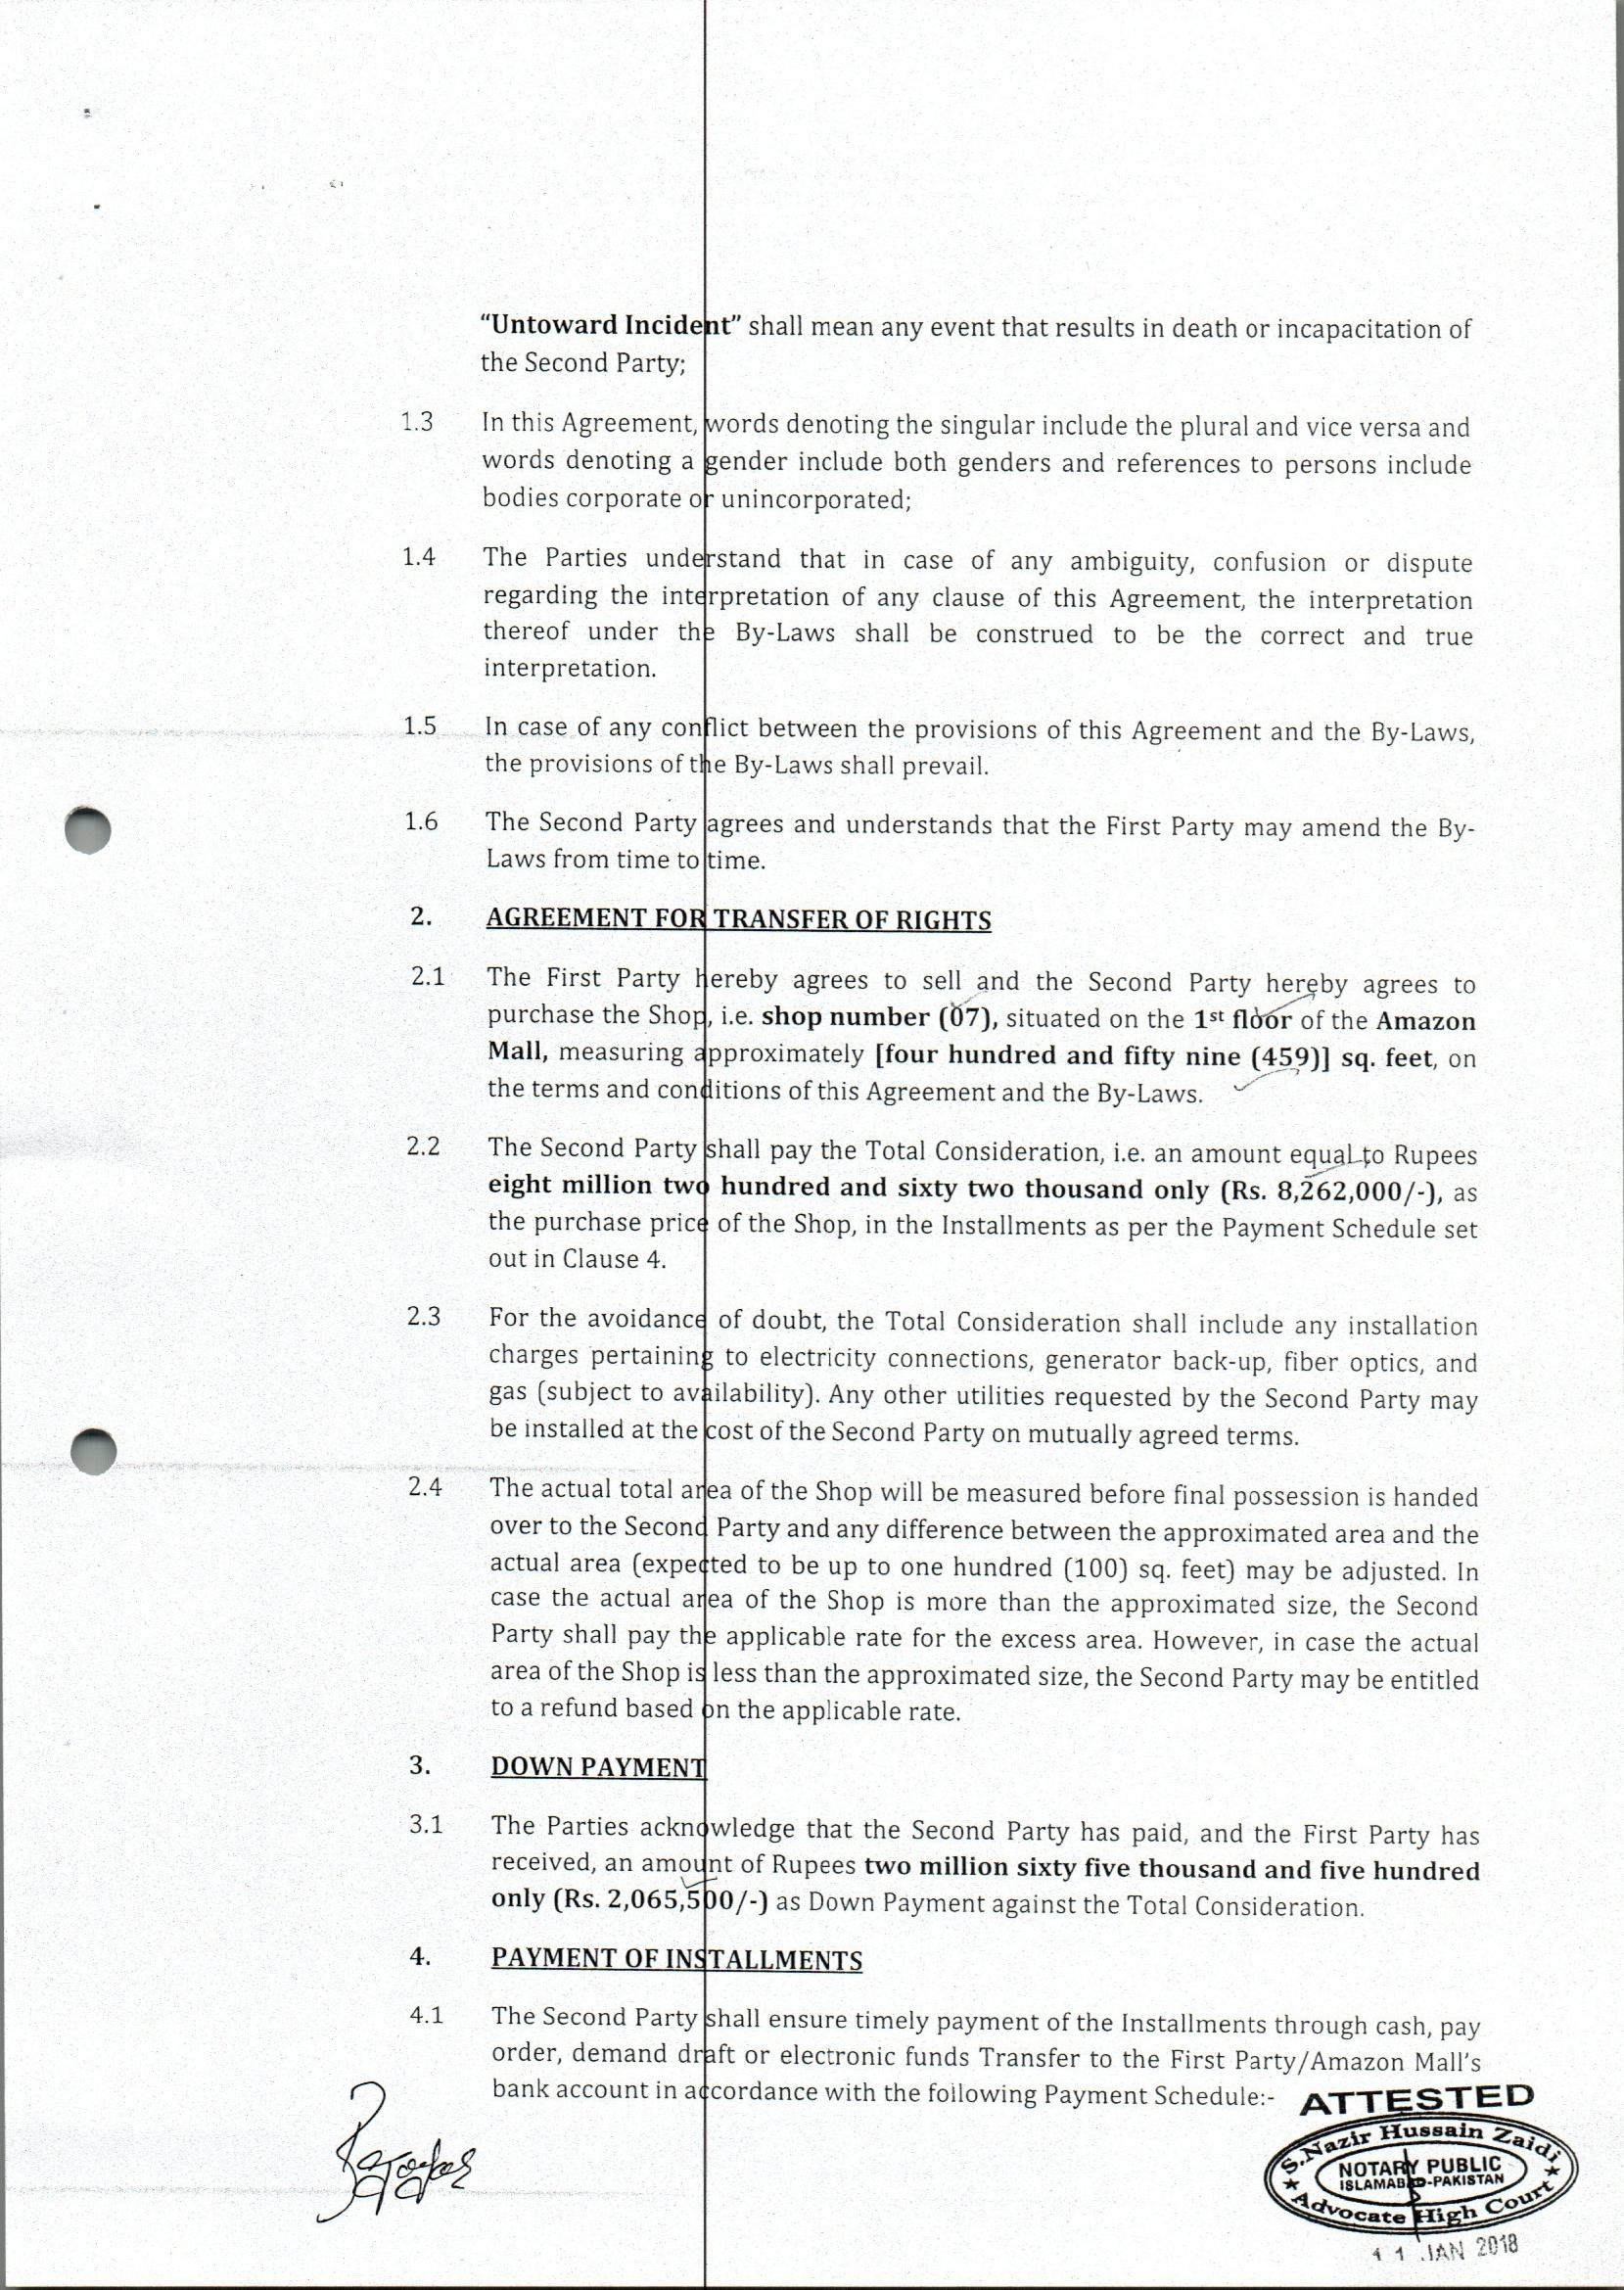 “Untoward Incident” shall mean any event that results in death or incapacitation of
the Second Party;
1.3 In this Agreement, words denoting the singular include the plural and vice versa and
words denoting a gender include both genders and references to persons include
bodies corporate or unincorporated;
1.4 The Parties understand that in case of any ambiguity, confusion or dispute
regarding the interpretation of any clause of this Agreement, the interpretation
thereof under the By-Laws shall be construed to be the correct and true
interpretation.
1.5 In case of any conflict between the provisions of this Agreement and the By-Laws,
the provisions of the By-Laws shall prevail.
1.6 The Second Party agrees and understands that the First Party may amend the By-
Laws from time to time.
2. AGREEMENT FOR TRANSFER OF RIGHTS
2.1 The First Party hereby agrees to sell and the Second Party hereby agrees to
purchase the Shop, i.e. shop number (07), situated on the 1st floor of the Amazon
Mall, measuring approximately [four hundred and fifty nine (459)] sq. feet, on
the terms and conditions of this Agreement and the By-Laws.
2.2 The Second Party shall pay the Total Consideration, i.e. an amount equal to Rupees
eight million two hundred and sixty two thousand only (Rs. 8,262,000/-), as
the purchase price of the Shop, in the Installments as per the Payment Schedule set
out in Clause 4.
2.3 For the avoidance of doubt, the Total Consideration shall include any installation
charges pertaining to electricity connections, generator back-up, fiber optics, and
gas (subject to availability). Any other utilities requested by the Second Party may
be installed at the cost of the Second Party on mutually agreed terms.
2.4 The actual total area of the Shop will be measured before final possession is handed
over to the Second Party and any difference between the approximated area and the
actual area (expected to be up to one hundred (100) sq. feet) may be adjusted. In
case the actual area of the Shop is more than the approximated size, the Second
Party shall pay the applicable rate for the excess area. However, in case the actual
area of the Shop is less than the approximated size, the Second Party may be entitled
to a refund based on the applicable rate.
3. DOWN PAYMENT
3.1 The Parties acknowledge that the Second Party has paid, and the First Party has
received, an amount of Rupees two million sixty five thousand and five hundred
only (Rs. 2,065,500/-) as Down Payment against the Total Consideration.
4. PAYMENT OF INSTALLMENTS
4.1 The Second Party shall ensure timely payment of the Installments through cash, pay
order, demand draft or electronic funds Transfer to the First Party/Amazon Mall’s
bank account in accordance with the following Payment Schedule:-
ATTESTED
S. Nazir Hussain Zaidi
NOTARY PUBLIC
ISLAMABAD-PAKISTAN
Advocate High Court
11 JAN 2018